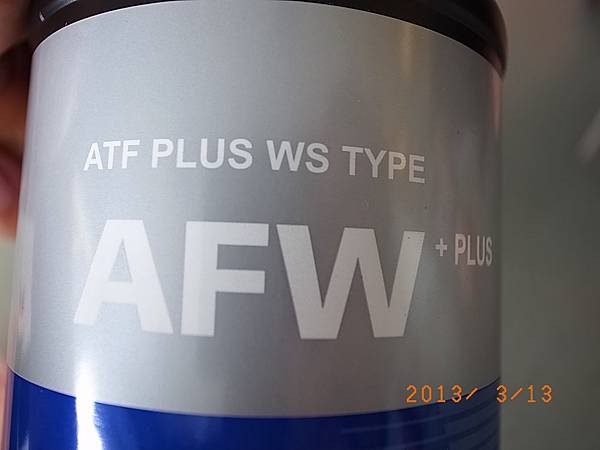 ATF PLUS WS TYPE
AFW + PLUS
2013/ 3/13